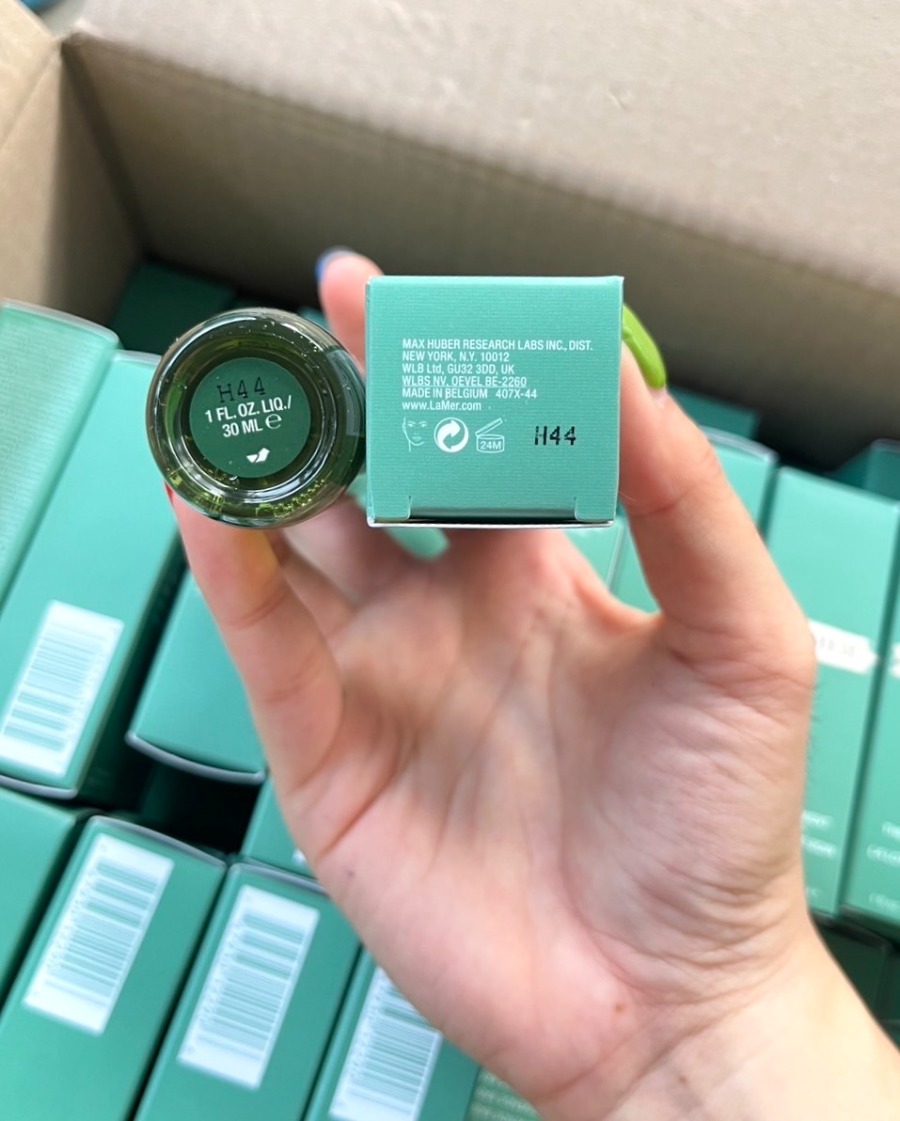 H44
1 FL. OZ. LIQ./
30 ML ℮
MAX HUBER RESEARCH LABS INC., DIST.
NEW YORK, N.Y. 10012
WLB Ltd, GU32 3DD, UK
WLBS NV, OEVEL BE-2260
MADE IN BELGIUM 407X-44
www.LaMer.com
24M
H44